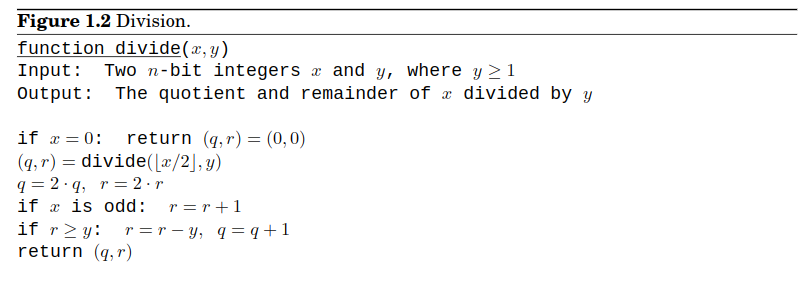 Figure 1.2 Division.
function divide(x, y)
Input: Two n-bit integers x and y, where y ≥ 1
Output: The quotient and remainder of x divided by y
if x = 0: return (q, r) = (0, 0)
(q, r) = divide(⌊x/2⌋, y)
q = 2 · q, r = 2 · r
if x is odd: r = r + 1
if r ≥ y: r = r − y, q = q + 1
return (q, r)